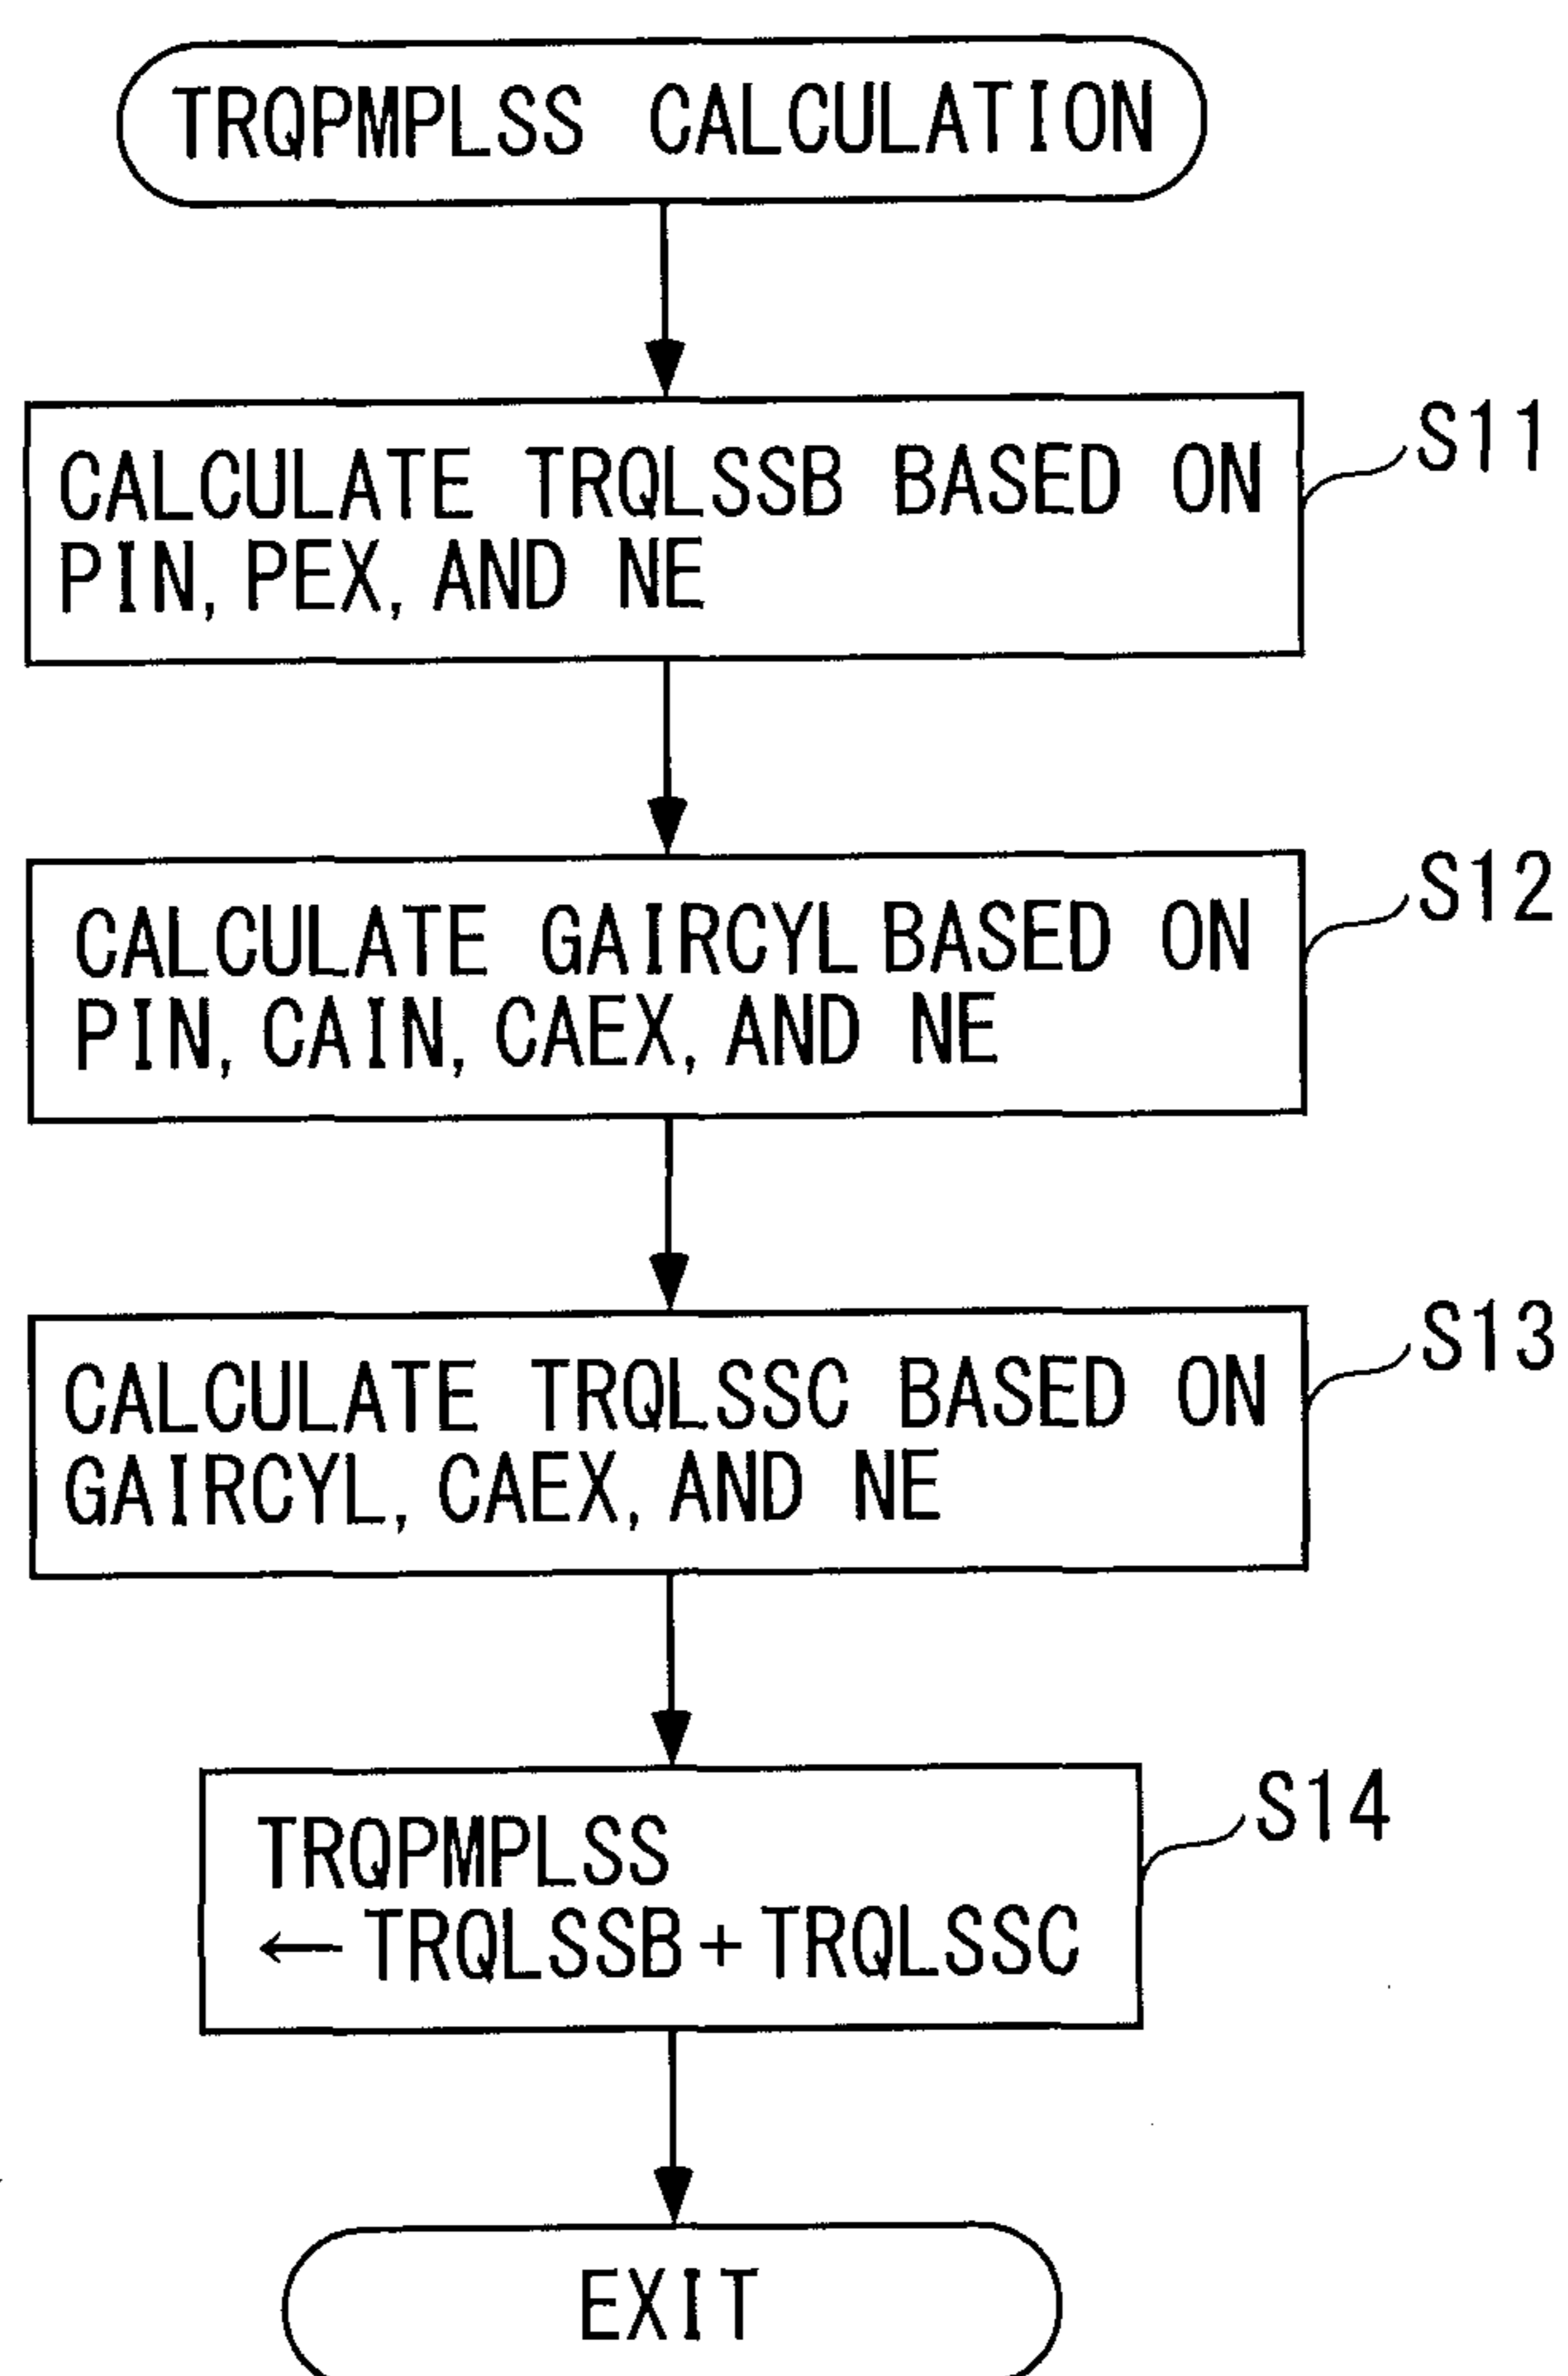 TRQPMPLSS CALCULATION
S11
CALCULATE TRQLSSB BASED ON
PIN, PEX, AND NE
S12
CALCULATE GAIRCYL BASED ON
PIN, CAIN, CAEX, AND NE
S13
CALCULATE TRQLSSC BASED ON
GAIRCYL, CAEX, AND NE
S14
TRQPMPLSS
← TRQLSSB + TRQLSSC
EXIT